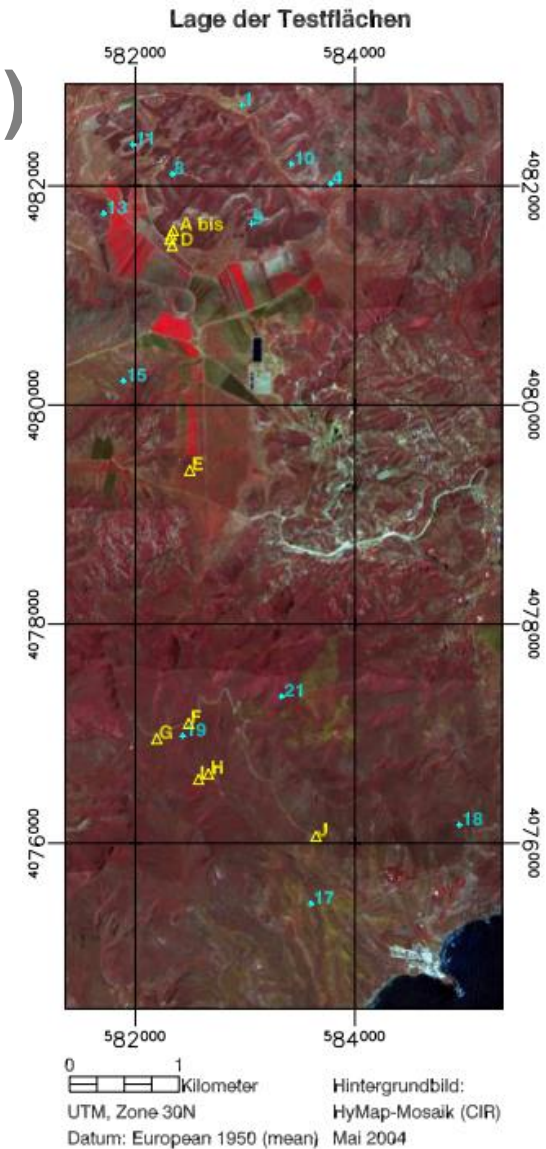 Lage der Testflächen
582000 584000
)
1
11
10
8
4
4082000 4082000
13
A bis
D
15
4080000 4080000
E
4078000 4078000
21
F
G 19
I H
18
J
4076000 4076000
17
582000 584000
0 1
Kilometer Hintergrundbild:
UTM, Zone 30N HyMap-Mosaik (CIR)
Datum: European 1950 (mean) Mai 2004